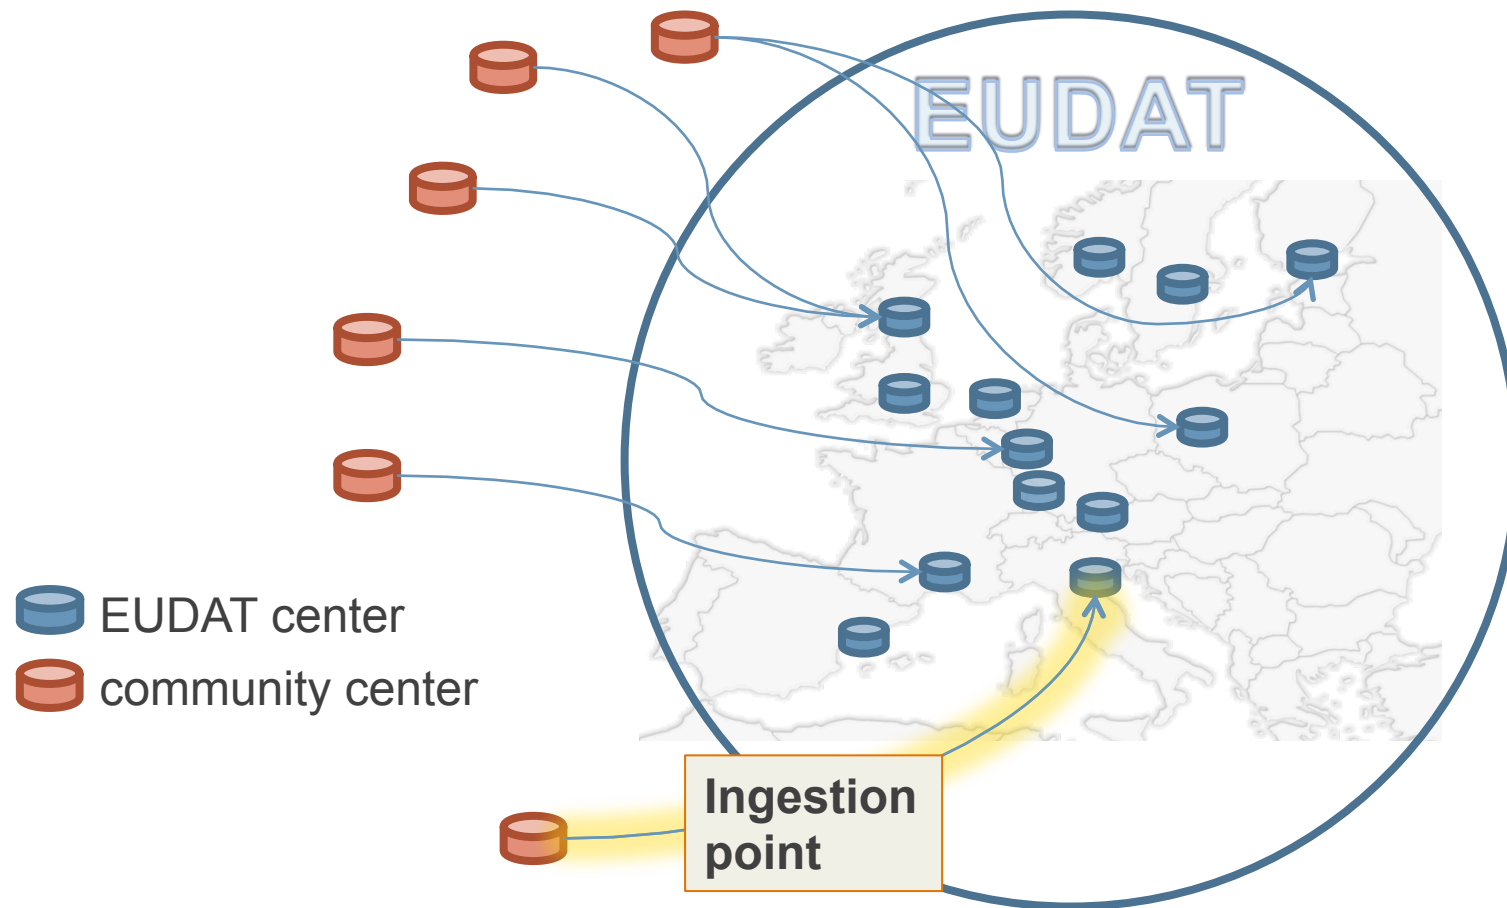 EUDAT
EUDAT center
community center
Ingestion
point